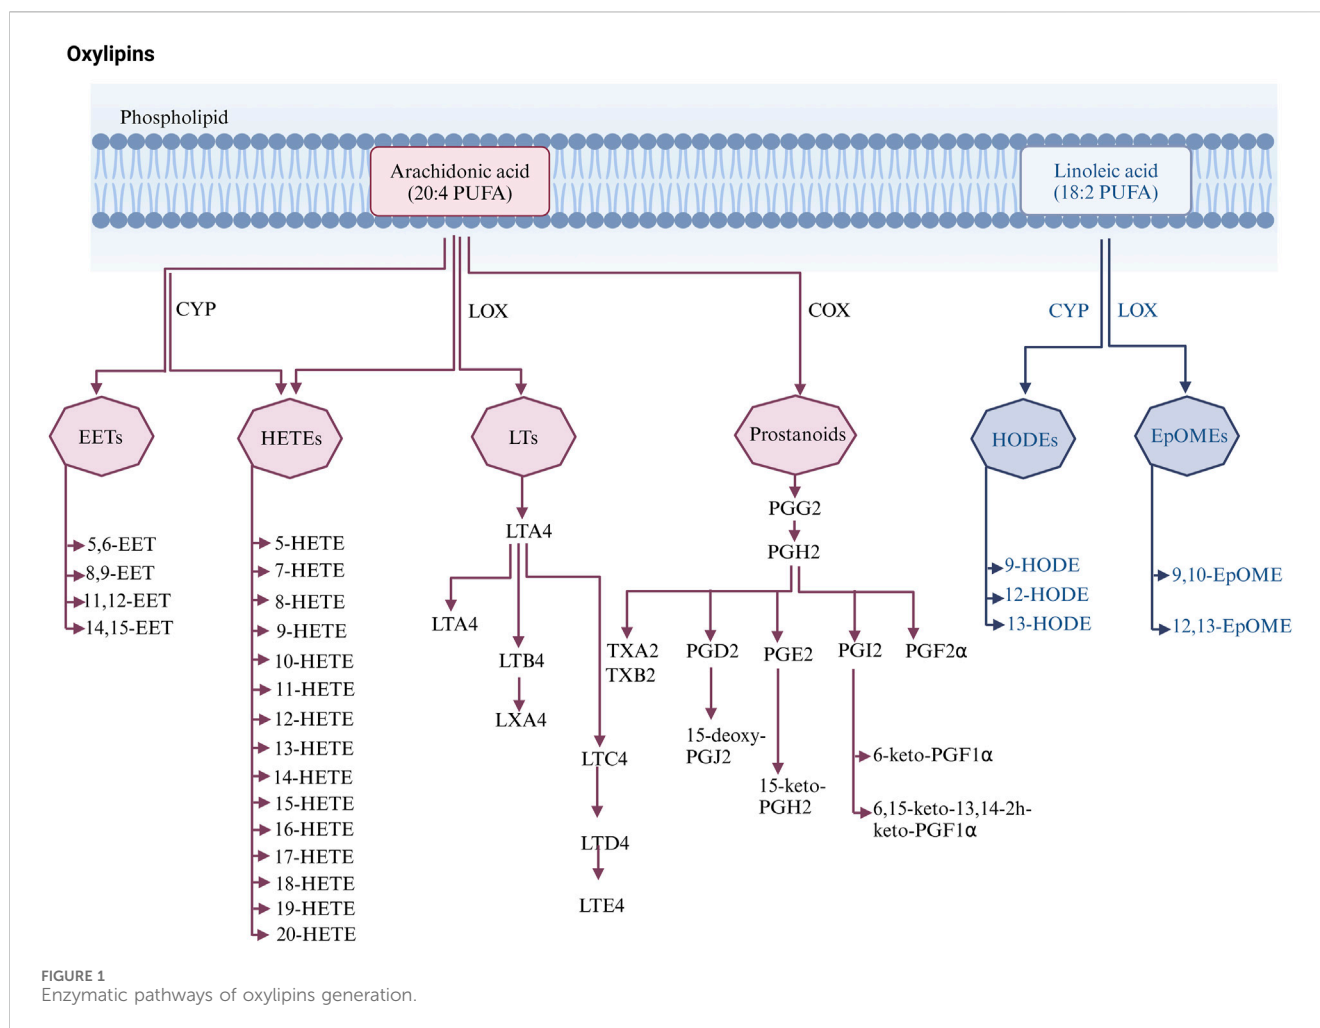 Oxylipins
Phospholipid
Arachidonic acid
(20:4 PUFA)
Linoleic acid
(18:2 PUFA)
CYP
LOX
COX
CYP
LOX
EETs
HETEs
LTs
Prostanoids
HODEs
EpOMEs
5,6-EET
8,9-EET
11,12-EET
14,15-EET
5-HETE
7-HETE
8-HETE
9-HETE
10-HETE
11-HETE
12-HETE
13-HETE
14-HETE
15-HETE
16-HETE
17-HETE
18-HETE
19-HETE
20-HETE
LTA4
LTA4
LTB4
LXA4
LTC4
LTD4
LTE4
PGG2
PGH2
TXA2
TXB2
PGD2
15-deoxy-
PGJ2
PGE2
15-keto-
PGH2
PGI2
6-keto-PGF1α
6,15-keto-13,14-2h-
keto-PGF1α
PGF2α
9-HODE
12-HODE
13-HODE
9,10-EpOME
12,13-EpOME
FIGURE 1
Enzymatic pathways of oxylipins generation.